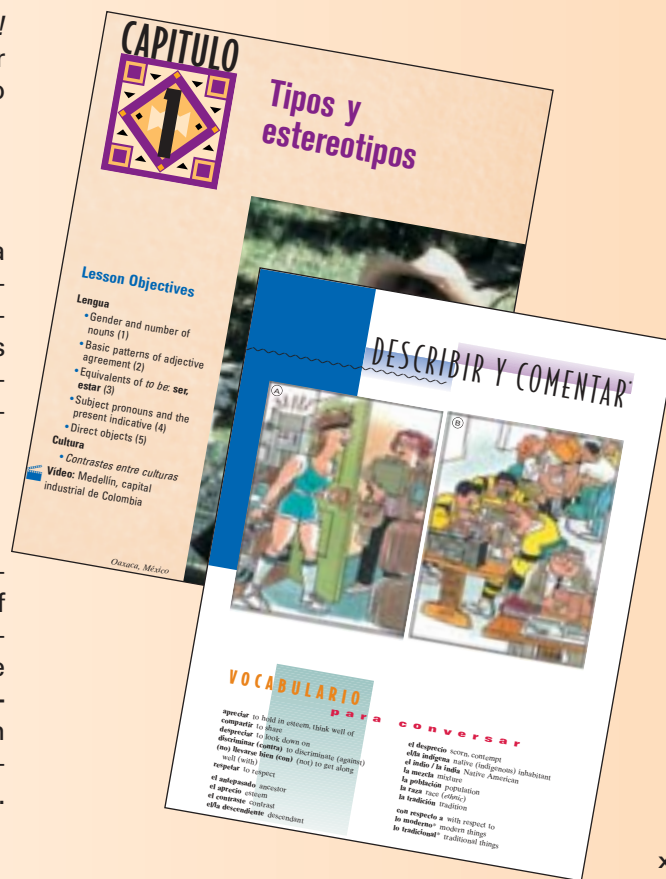 !
r
o
a
-
-
s
-
-
-
f
-
e
-
n
-
.
CAPITULO
1
Tipos y
estereotipos
Lesson Objectives
Lengua
• Gender and number of
nouns (1)
• Basic patterns of adjective
agreement (2)
• Equivalents of to be: ser,
estar (3)
• Subject pronouns and the
present indicative (4)
• Direct objects (5)
Cultura
• Contrastes entre culturas
Video: Medellín, capital
industrial de Colombia
Oaxaca, México
DESCRIBIR Y COMENTAR*
A
B
VOCABULARIO
para conversar
apreciar to hold in esteem, think well of
compartir to share
despreciar to look down on
discriminar (contra) to discriminate (against)
(no) llevarse bien (con) (not) to get along
well (with)
respetar to respect
el antepasado ancestor
el aprecio esteem
el contraste contrast
el/la descendiente descendant
el desprecio scorn, contempt
el/la indígena native (indigenous) inhabitant
el indio / la india Native American
la mezcla mixture
la población population
la raza race (ethnic)
la tradición tradition
con respecto a with respect to
lo moderno* modern things
lo tradicional* traditional things
x